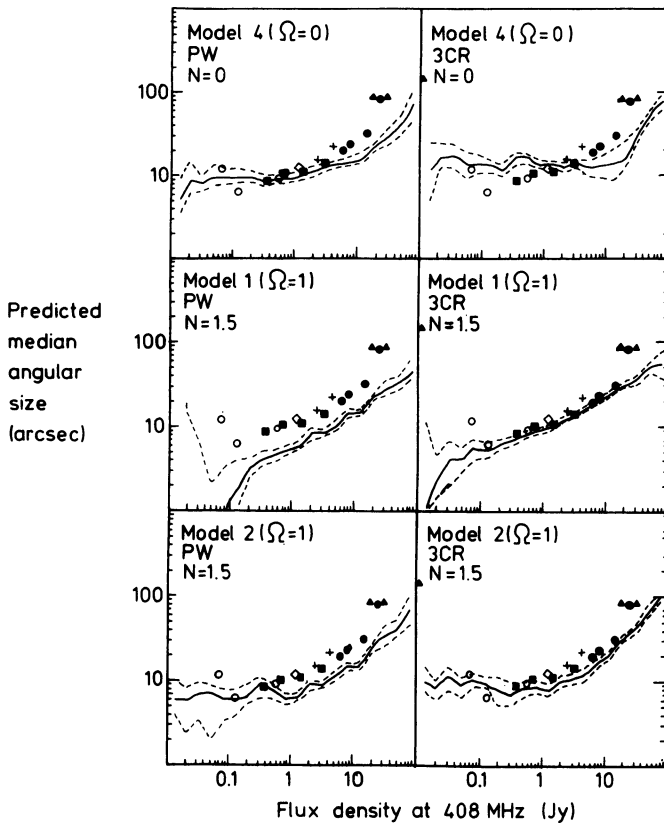 Model 4(Ω=0)
PW
N=0
Model 4(Ω=0)
3CR
N=0
100
10
Model 1(Ω=1)
PW
N=1.5
Model 1(Ω=1)
3CR
N=1.5
100
10
Predicted
median
angular
size
(arcsec)
Model 2(Ω=1)
PW
N=1.5
Model 2(Ω=1)
3CR
N=1.5
100
10
0.1 1 10 0.1 1 10
Flux density at 408 MHz (Jy)